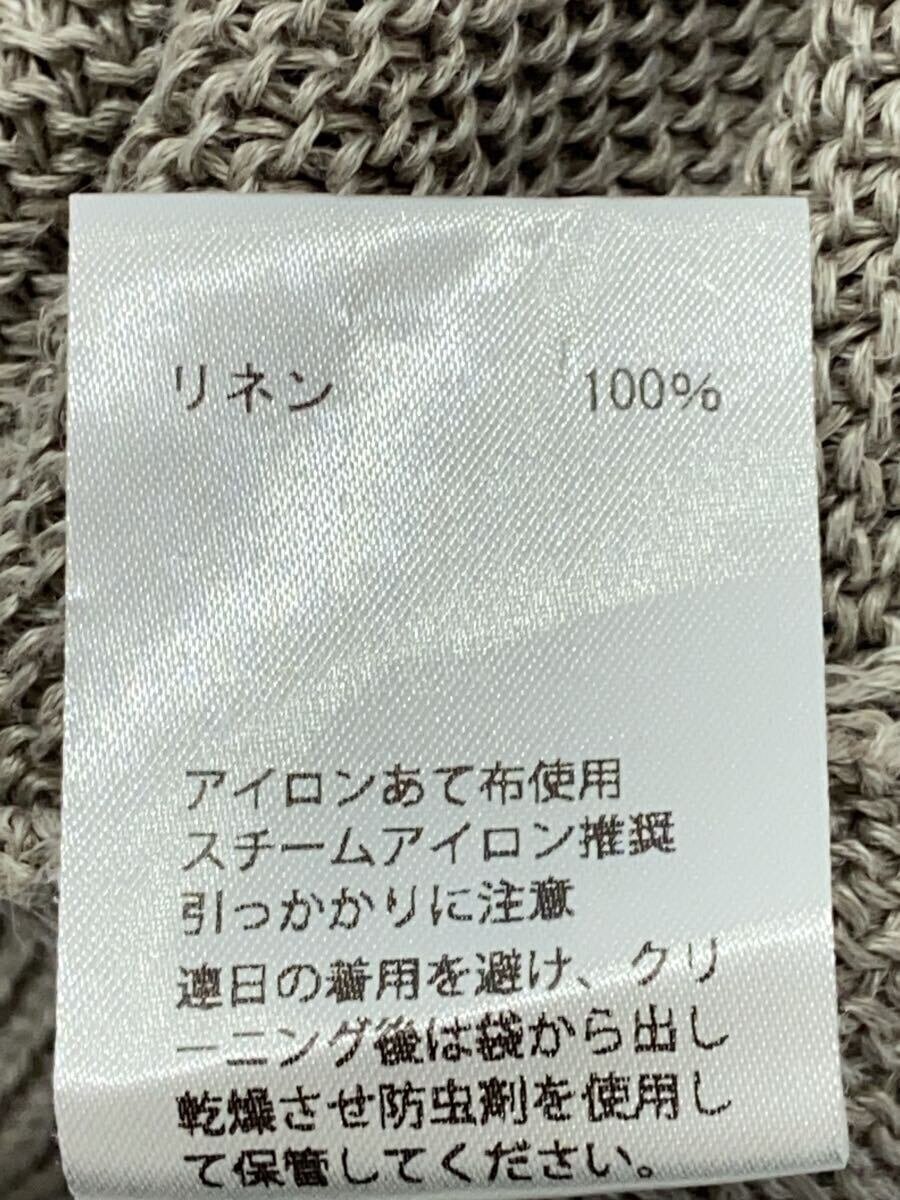 リネン 100%
アイロンあて布使用
スチームアイロン推奨
引っかかりに注意
連日の着用を避け、クリ
ーニング後は袋から出し
乾燥させ防虫剤を使用し
て保管してください。